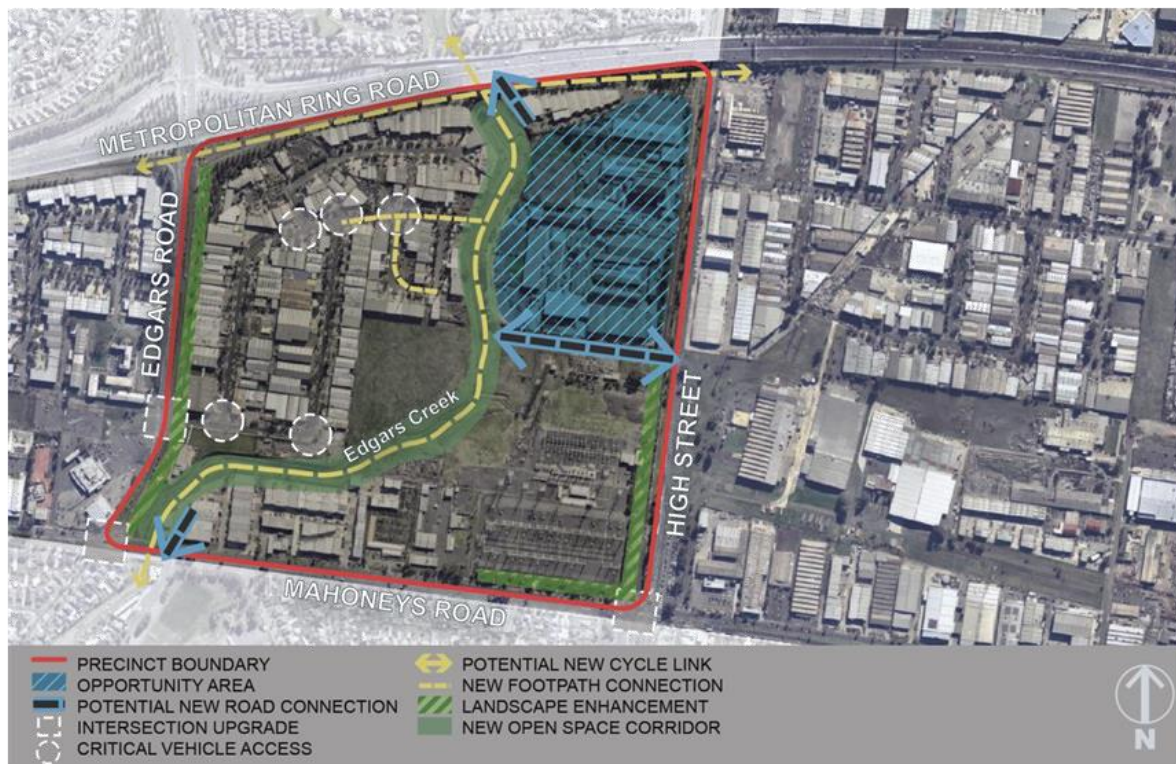 METROPOLITAN RING ROAD
EDGARS ROAD
Edgars Creek
HIGH STREET
MAHONEYS ROAD
PRECINCT BOUNDARY
OPPORTUNITY AREA
POTENTIAL NEW ROAD CONNECTION
INTERSECTION UPGRADE
CRITICAL VEHICLE ACCESS
POTENTIAL NEW CYCLE LINK
NEW FOOTPATH CONNECTION
LANDSCAPE ENHANCEMENT
NEW OPEN SPACE CORRIDOR
N